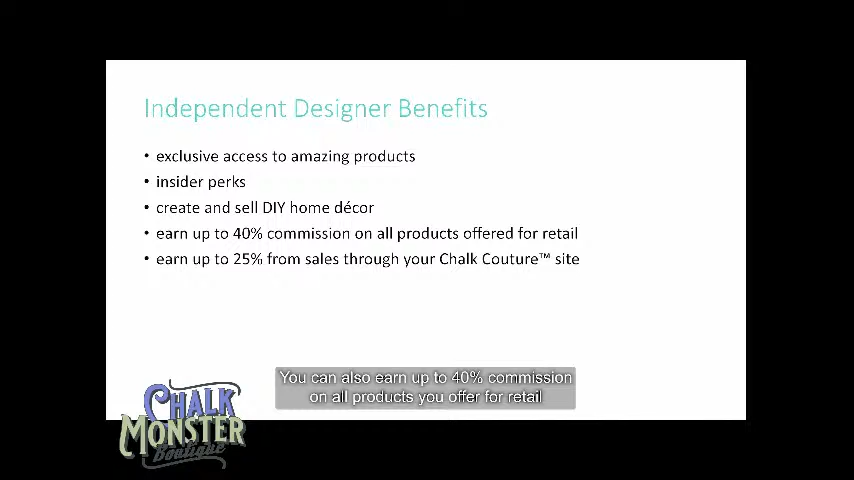 Independent Designer Benefits
• exclusive access to amazing products
• insider perks
• create and sell DIY home décor
• earn up to 40% commission on all products offered for retail
• earn up to 25% from sales through your Chalk Couture™ site
You can also earn up to 40% commission
on all products you offer for retail
CHALK
MONSTER
Boutique